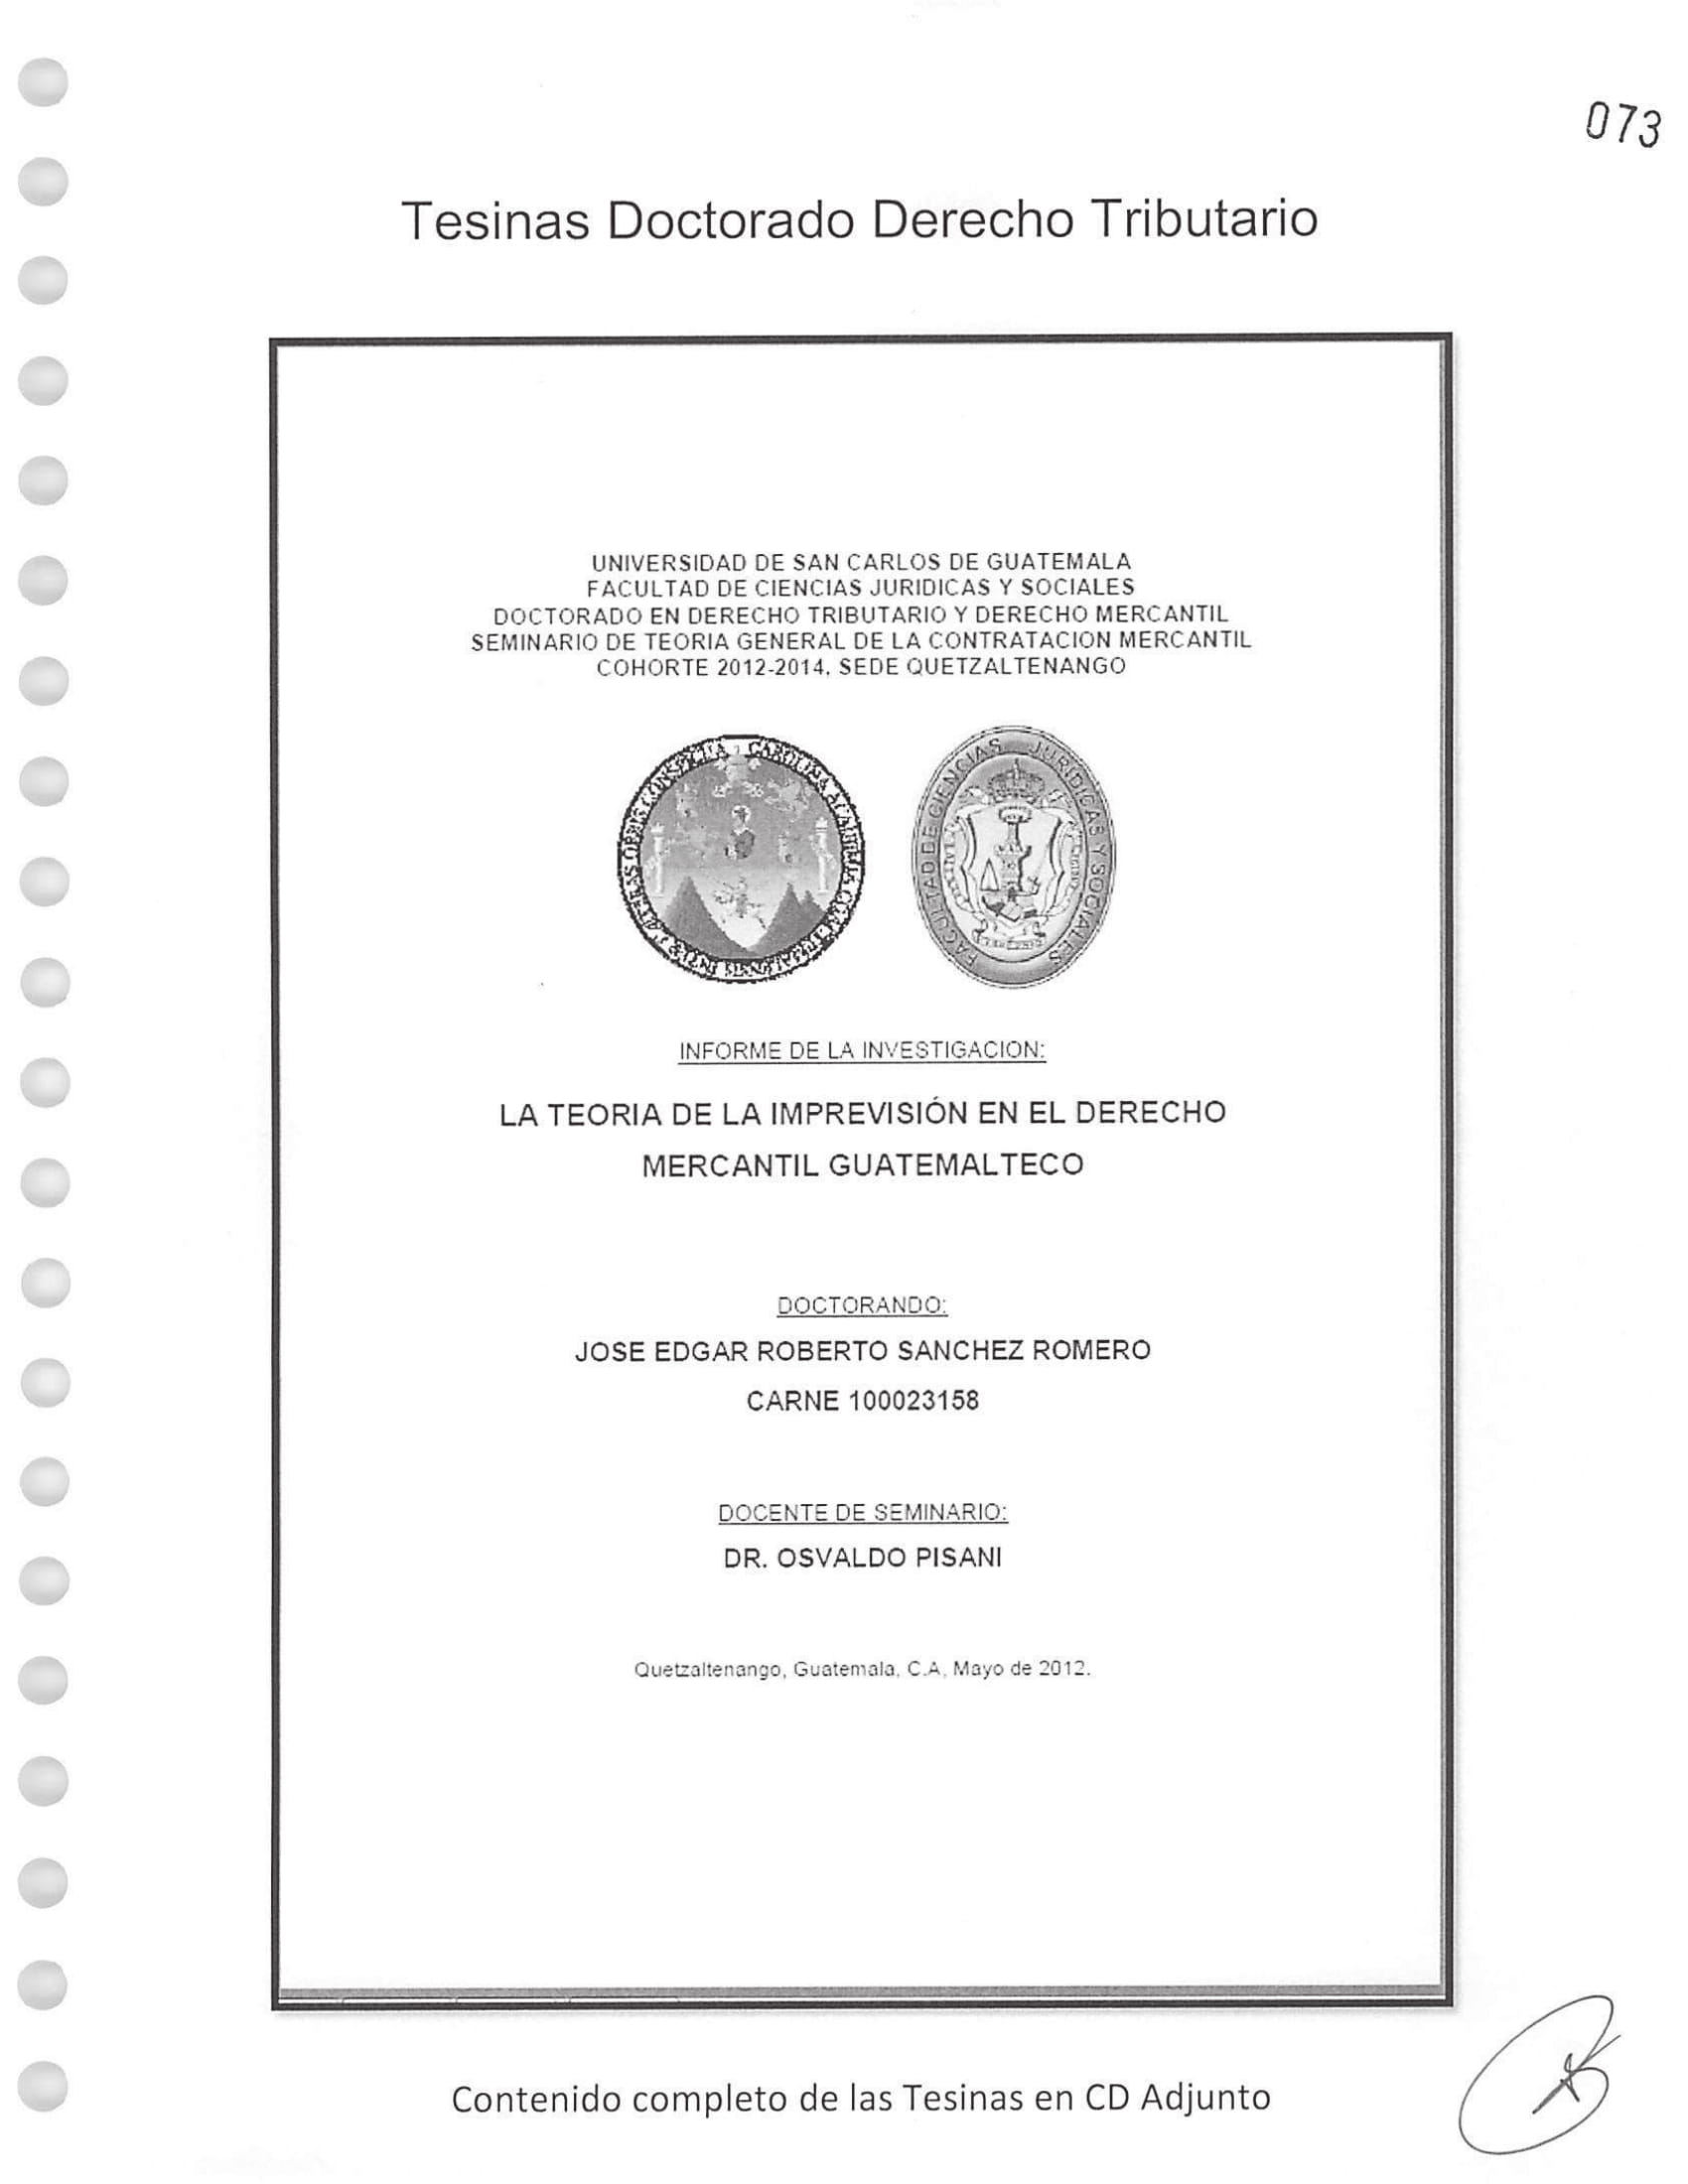 073
Tesinas Doctorado Derecho Tributario
UNIVERSIDAD DE SAN CARLOS DE GUATEMALA
FACULTAD DE CIENCIAS JURIDICAS Y SOCIALES
DOCTORADO EN DERECHO TRIBUTARIO Y DERECHO MERCANTIL
SEMINARIO DE TEORIA GENERAL DE LA CONTRATACION MERCANTIL
COHORTE 2012-2014. SEDE QUETZALTENANGO
FACULTAD DE CIENCIAS JURIDICAS Y SOCIALES
INFORME DE LA INVESTIGACION:
LA TEORIA DE LA IMPREVISIÓN EN EL DERECHO
MERCANTIL GUATEMALTECO
DOCTORANDO:
JOSE EDGAR ROBERTO SANCHEZ ROMERO
CARNE 100023158
DOCENTE DE SEMINARIO:
DR. OSVALDO PISANI
Quetzaltenango, Guatemala, C.A, Mayo de 2012.
Contenido completo de las Tesinas en CD Adjunto